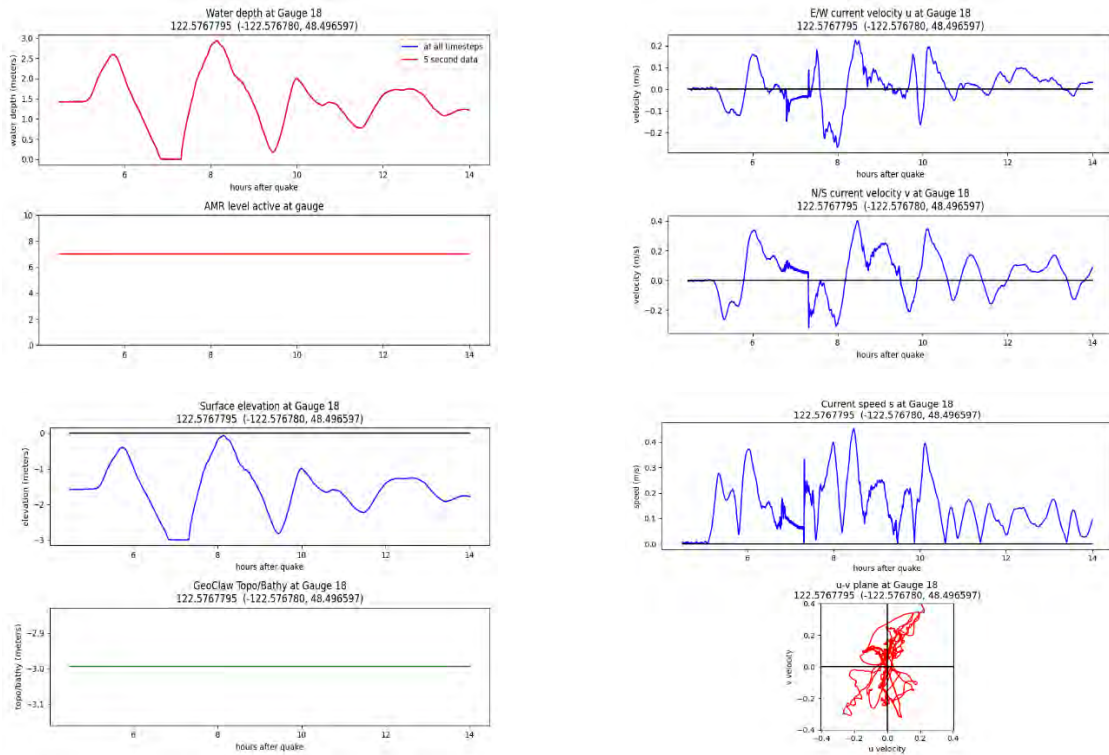 Water depth at Gauge 18
122.5767795 (-122.576780, 48.496597)
3.0
2.5
2.0
1.5
1.0
0.5
0.0
water depth (meters)
at all timesteps
5 second data
6
8
10
12
14
hours after quake
AMR level active at gauge
10
8
6
4
2
0
6
8
10
12
14
Surface elevation at Gauge 18
122.5767795 (-122.576780, 48.496597)
0
−1
−2
−3
elevation (meters)
6
8
10
12
14
hours after quake
GeoClaw Topo/Bathy at Gauge 18
122.5767795 (-122.576780, 48.496597)
−2.9
−3.0
−3.1
topo/bathy (meters)
6
8
10
12
14
hours after quake
E/W current velocity u at Gauge 18
122.5767795 (-122.576780, 48.496597)
0.2
0.1
0.0
−0.1
−0.2
velocity (m/s)
6
8
10
12
14
hours after quake
N/S current velocity v at Gauge 18
122.5767795 (-122.576780, 48.496597)
0.4
0.2
0.0
−0.2
velocity (m/s)
6
8
10
12
14
hours after quake
Current speed s at Gauge 18
122.5767795 (-122.576780, 48.496597)
0.4
0.3
0.2
0.1
0.0
speed (m/s)
6
8
10
12
14
hours after quake
u-v plane at Gauge 18
122.5767795 (-122.576780, 48.496597)
0.4
0.2
0.0
−0.2
−0.4
v velocity
−0.4
−0.2
0.0
0.2
0.4
u velocity